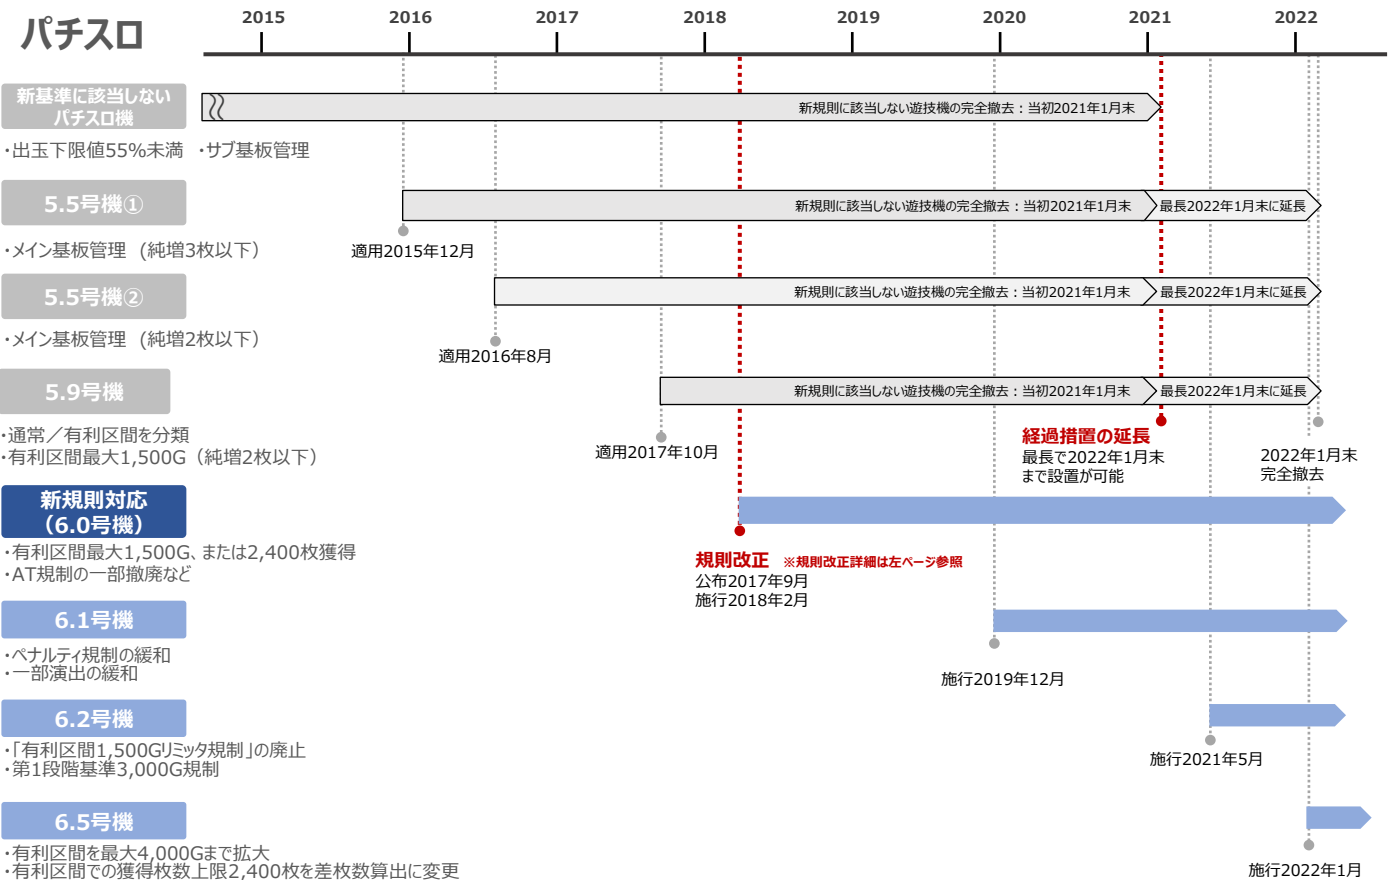 パチスロ
2015 2016 2017 2018 2019 2020 2021 2022
新基準に該当しない
パチスロ機
新規則に該当しない遊技機の完全撤去：当初2021年1月末
・出玉下限値55%未満 ・サブ基板管理
5.5号機①
新規則に該当しない遊技機の完全撤去：当初2021年1月末 最長2022年1月末に延長
・メイン基板管理 (純増3枚以下）
適用2015年12月
5.5号機②
新規則に該当しない遊技機の完全撤去：当初2021年1月末 最長2022年1月末に延長
・メイン基板管理 (純増2枚以下）
適用2016年8月
5.9号機
新規則に該当しない遊技機の完全撤去：当初2021年1月末 最長2022年1月末に延長
・通常／有利区間を分類
・有利区間最大1,500G（純増2枚以下）
適用2017年10月
経過措置の延長
最長で2022年1月末
まで設置が可能
2022年1月末
完全撤去
新規則対応
（6.0号機）
・有利区間最大1,500G、または2,400枚獲得
・AT規制の一部撤廃など
規則改正 ※規則改正詳細は左ページ参照
公布2017年9月
施行2018年2月
6.1号機
・ペナルティ規制の緩和
・一部演出の緩和
施行2019年12月
6.2号機
・「有利区間1,500Gリミッタ規制」の廃止
・第1段階基準3,000G規制
施行2021年5月
6.5号機
・有利区間を最大4,000Gまで拡大
・有利区間での獲得枚数上限2,400枚を差枚数算出に変更
施行2022年1月